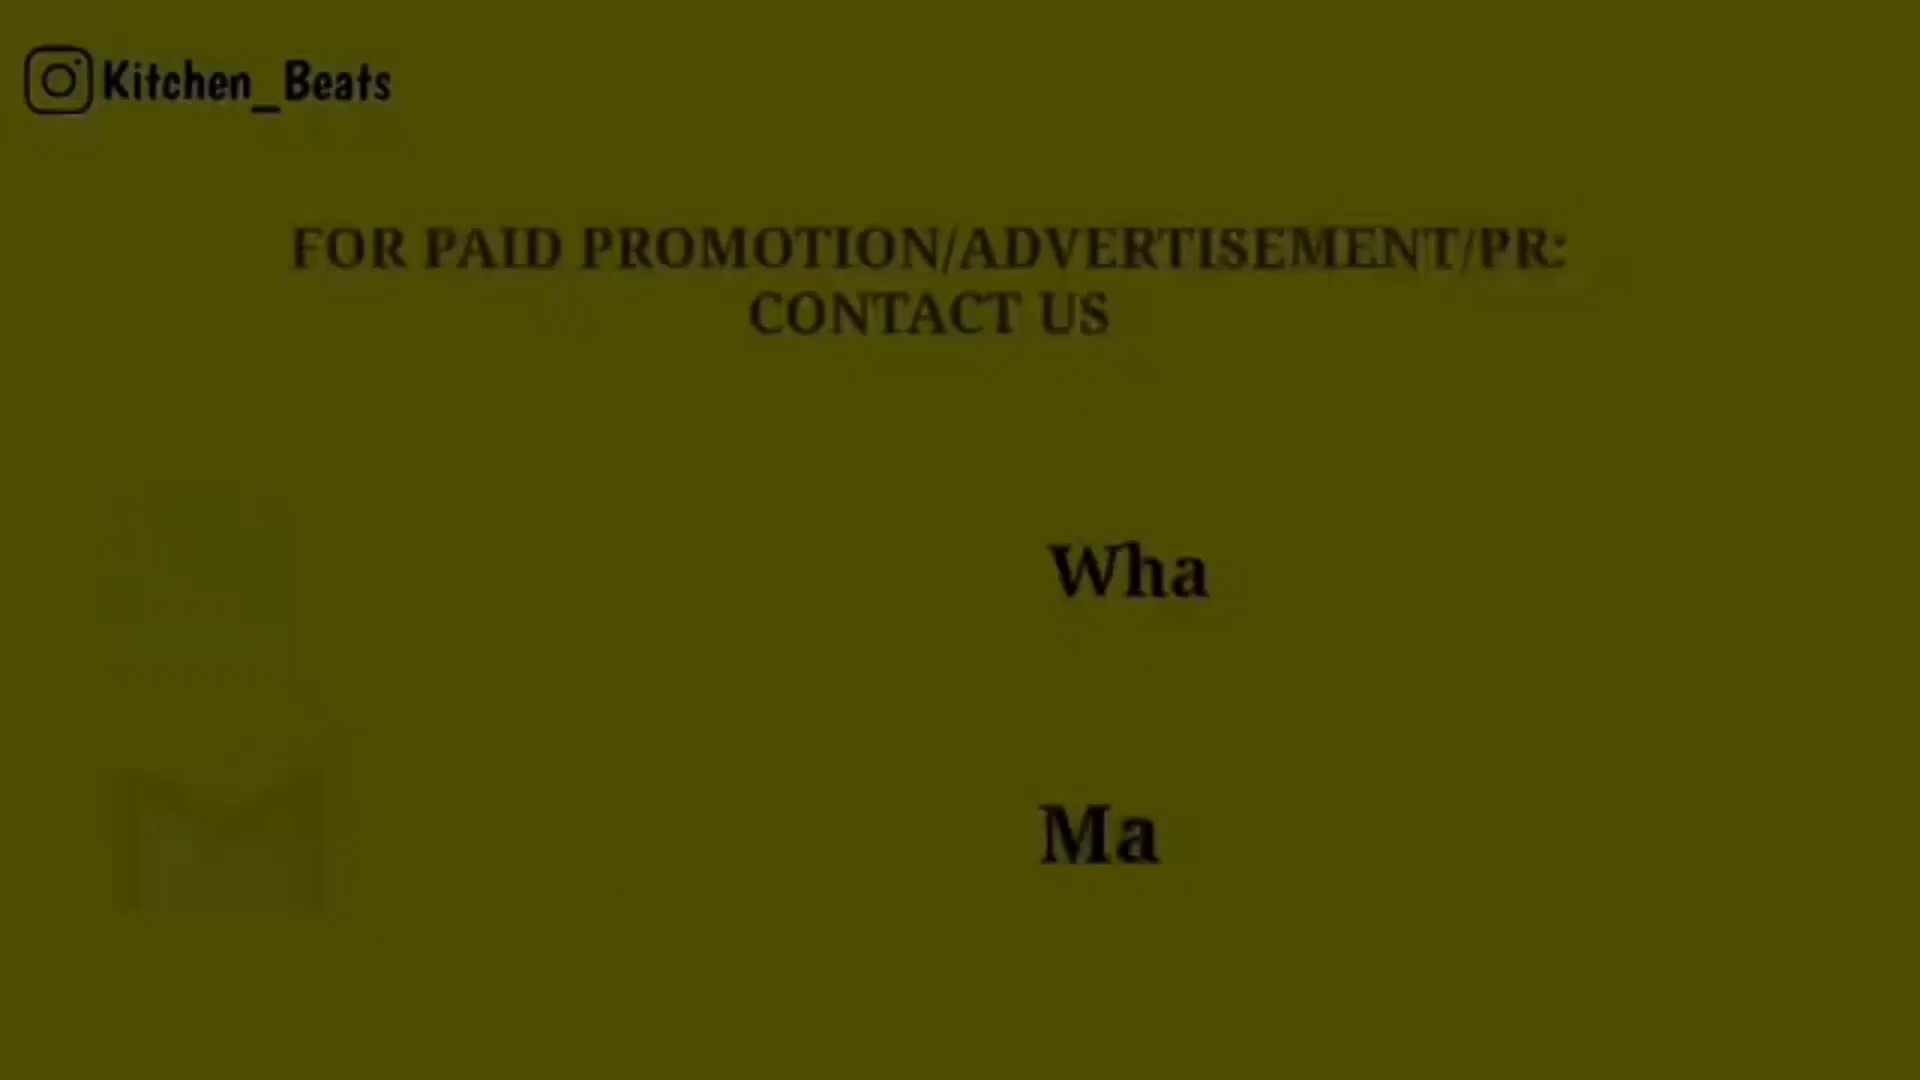 Kitchen_Beats
FOR PAID PROMOTION/ADVERTISEMENT/PR:
CONTACT US
Wha
Ma